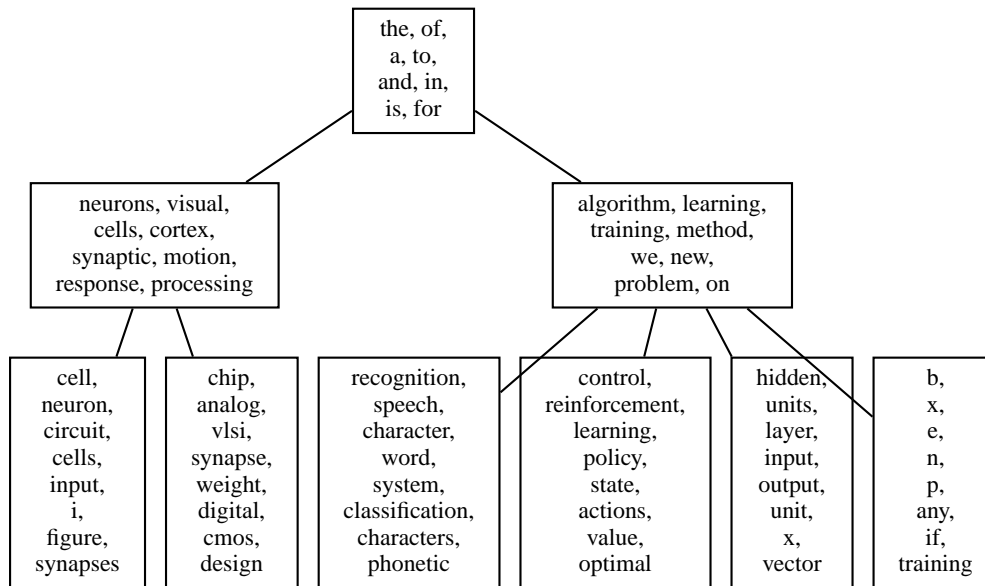 the, of,
a, to,
and, in,
is, for
neurons, visual,
cells, cortex,
synaptic, motion,
response, processing
algorithm, learning,
training, method,
we, new,
problem, on
cell,
neuron,
circuit,
cells,
input,
i,
figure,
synapses
chip,
analog,
vlsi,
synapse,
weight,
digital,
cmos,
design
recognition,
speech,
character,
word,
system,
classification,
characters,
phonetic
control,
reinforcement,
learning,
policy,
state,
actions,
value,
optimal
hidden,
units,
layer,
input,
output,
unit,
x,
vector
b,
x,
e,
n,
p,
any,
if,
training